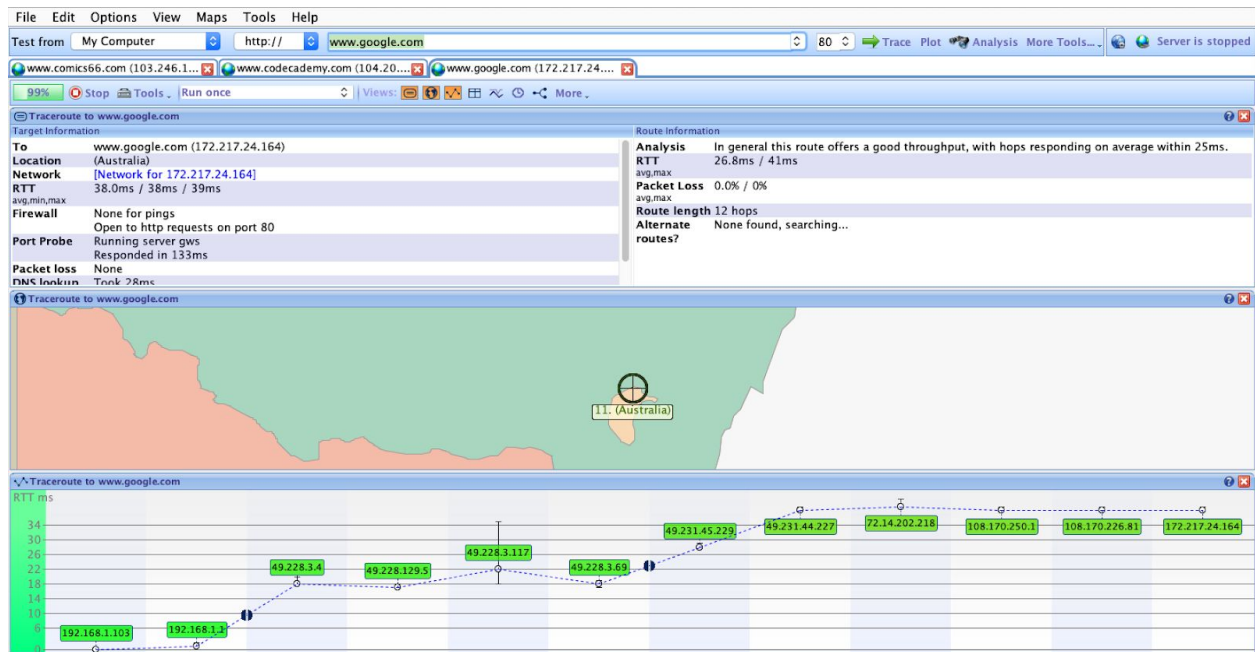 File Edit Options View Maps Tools Help
Test from My Computer http:// www.google.com 80 Trace Plot Analysis More Tools... Server is stopped
www.comics66.com (103.246.1... www.codecademy.com (104.20.... www.google.com (172.217.24....
99% Stop Tools Run once Views: More
Traceroute to www.google.com
Target Information
To www.google.com (172.217.24.164)
Location (Australia)
Network [Network for 172.217.24.164]
RTT 38.0ms / 38ms / 39ms
avg,min,max
Firewall None for pings
Open to http requests on port 80
Port Probe Running server gws
Responded in 133ms
Packet loss None
DNS lookup Took 28ms
Route Information
Analysis In general this route offers a good throughput, with hops responding on average within 25ms.
RTT 26.8ms / 41ms
avg,max
Packet Loss 0.0% / 0%
avg,max
Route length 12 hops
Alternate None found, searching...
routes?
Traceroute to www.google.com
11. (Australia)
Traceroute to www.google.com
RTT ms
34
30
26
22
18
14
10
6
0
192.168.1.103
192.168.1.1
49.228.3.4
49.228.129.5
49.228.3.117
49.228.3.69
49.231.45.229
49.231.44.227
72.14.202.218
108.170.250.1
108.170.226.81
172.217.24.164